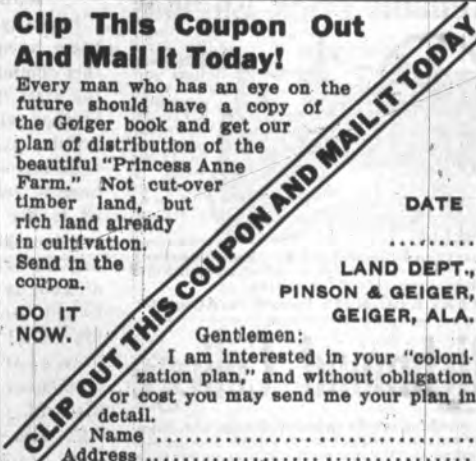 Clip This Coupon Out
And Mail It Today!
Every man who has an eye on the
future should have a copy of
the Geiger book and get our
plan of distribution of the
beautiful "Princess Anne
Farm." Not cut-over
timber land, but
rich land already
in cultivation.
Send in the
coupon.
DO IT
NOW.
CLIP OUT THIS COUPON AND MAIL IT TODAY
DATE
.........
LAND DEPT.,
PINSON & GEIGER,
GEIGER, ALA.
Gentlemen:
I am interested in your "coloni-
zation plan," and without obligation
or cost you may send me your plan in
detail.
Name ................................
Address ................................